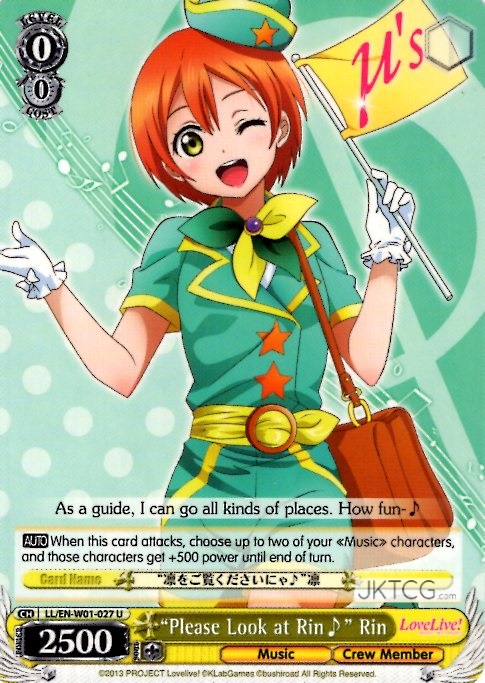 LEVEL
0
0
COST
μ's
As a guide, I can go all kinds of places. How fun-♪
AUTO When this card attacks, choose up to two of your «Music» characters,
and those characters get +500 power until end of turn.
Card Name "凛をご覧くださいにゃ♪"凛
JKTCG.com
CH LL/EN-W01-027 U
2500
"Please Look at Rin♪" Rin
LoveLive!
Music Crew Member
©2013 PROJECT Lovelive! ©KLabGames ©bushiroad All Rights Reserved.